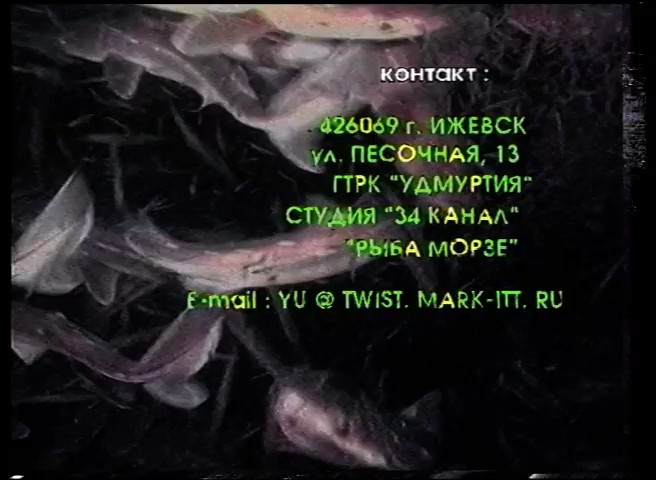 КОНТАКТ :
426069 г. ИЖЕВСК
ул. ПЕСОЧНАЯ, 13
ГТРК "УДМУРТИЯ"
СТУДИЯ "34 КАНАЛ"
"РЫБА МОРЗЕ"
E-mail : YU @ TWIST. MARK-ITT. RU